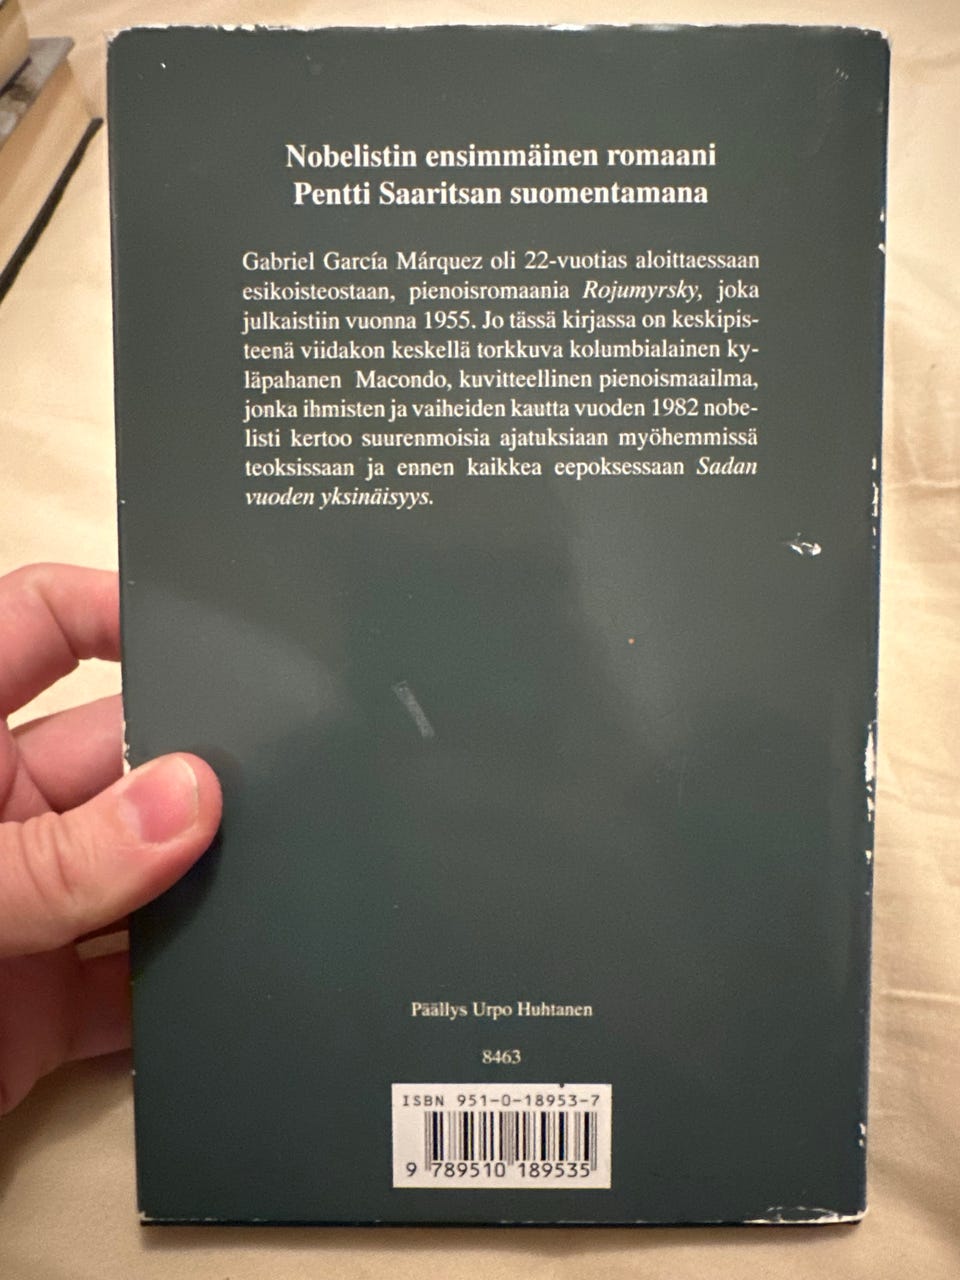 Nobelistin ensimmäinen romaani
Pentti Saaritsan suomentamana
Gabriel García Márquez oli 22-vuotias aloittaessaan
esikoisteostaan, pienoisromaania Rojumyrsky, joka
julkaistiin vuonna 1955. Jo tässä kirjassa on keskipis-
teenä viidakon keskellä torkkuva kolumbialainen ky-
läpahanen Macondo, kuvitteellinen pienoismaailma,
jonka ihmisten ja vaiheiden kautta vuoden 1982 nobe-
listi kertoo suurenmoisia ajatuksiaan myöhemmissä
teoksissaan ja ennen kaikkea eepoksessaan Sadan
vuoden yksinäisyys.
Päällys Urpo Huhtanen
8463
ISBN 951-0-18953-7
9 789510 189535